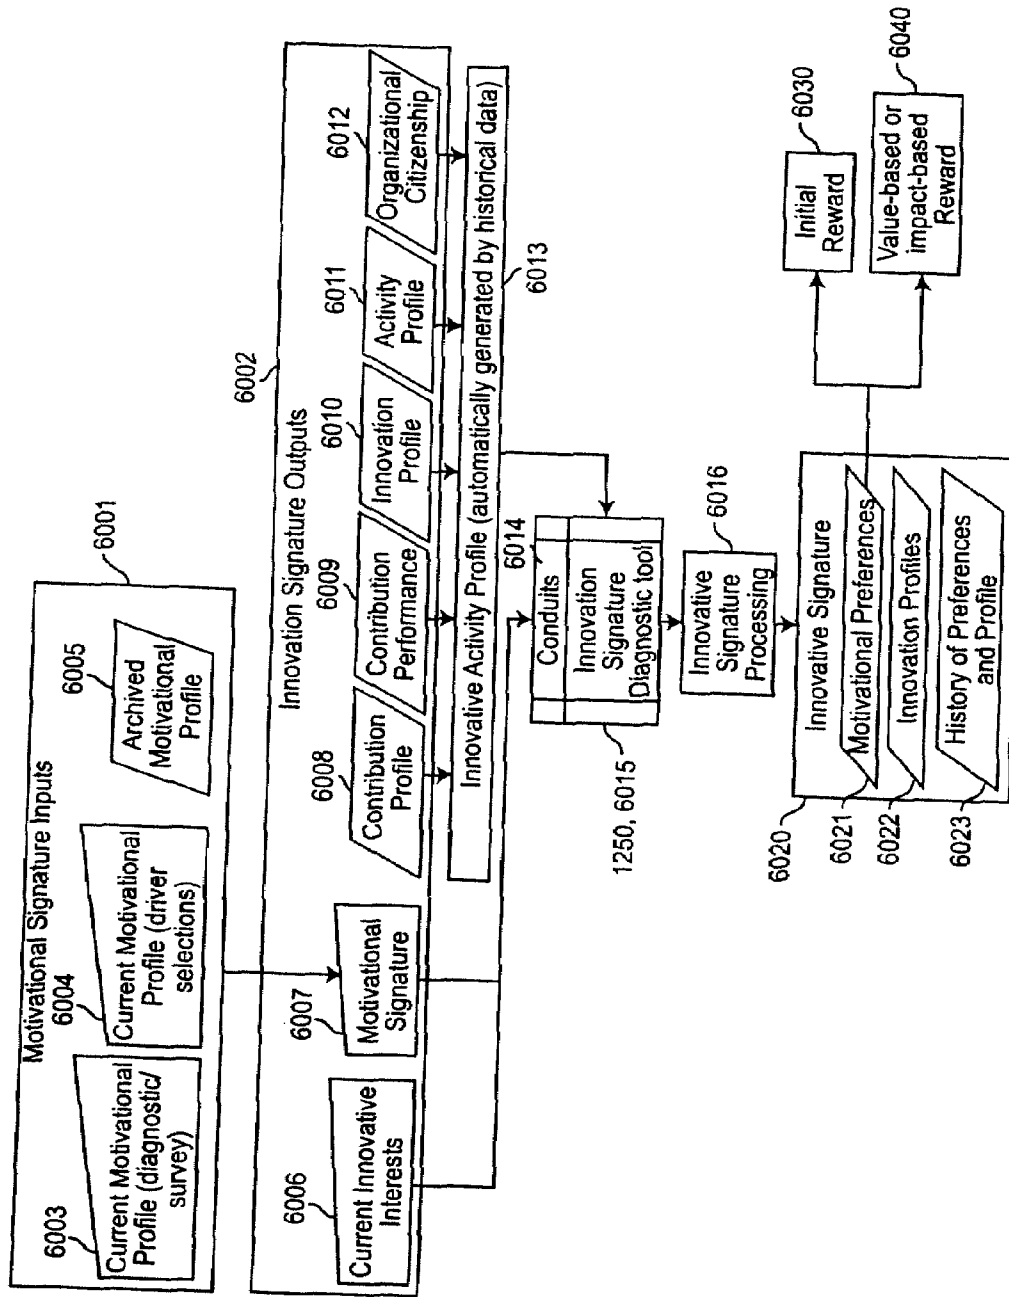 6001
Motivational Signature Inputs
6003
Current Motivational
Profile (diagnostic/
survey)
6004
Current Motivational
Profile (driver
selections)
6005
Archived
Motivational
Profile
6002
Innovation Signature Outputs
6006
Current Innovative
Interests
6007
Motivational
Signature
6008
Contribution
Profile
6009
Contribution
Performance
6010
Innovation
Profile
6011
Activity
Profile
6012
Organizational
Citizenship
Innovative Activity Profile (automatically generated by historical data)
6013
6014
Conduits
Innovation
Signature
Diagnostic tool
1250, 6015
Innovative
Signature
Processing
6016
6020
Innovative Signature
6021
Motivational Preferences
6022
Innovation Profiles
6023
History of Preferences
and Profile
Initial
Reward
6030
Value-based or
impact-based
Reward
6040